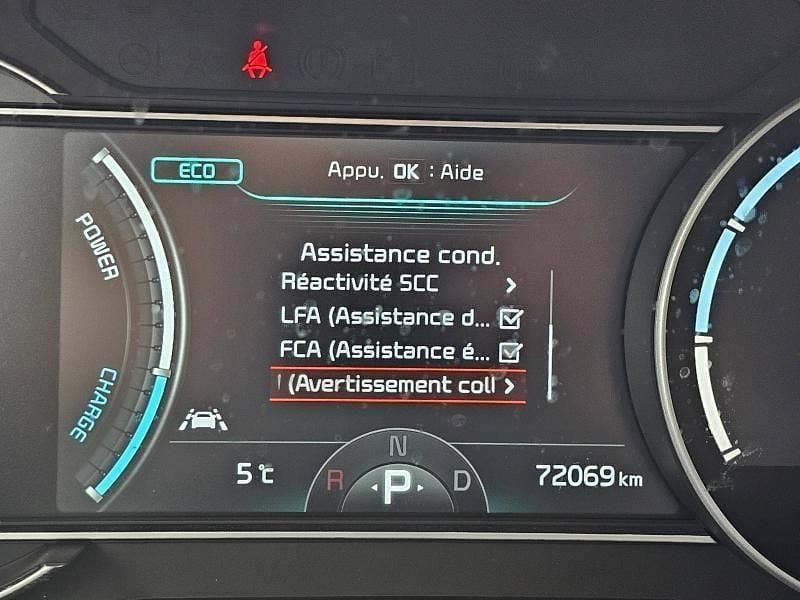 ECO
Appu. OK : Aide
POWER
Assistance cond.
Réactivité SCC
LFA (Assistance d...
FCA (Assistance é...
(Avertissement coll
CHARGE
N
5 °C
R P D
72069 km